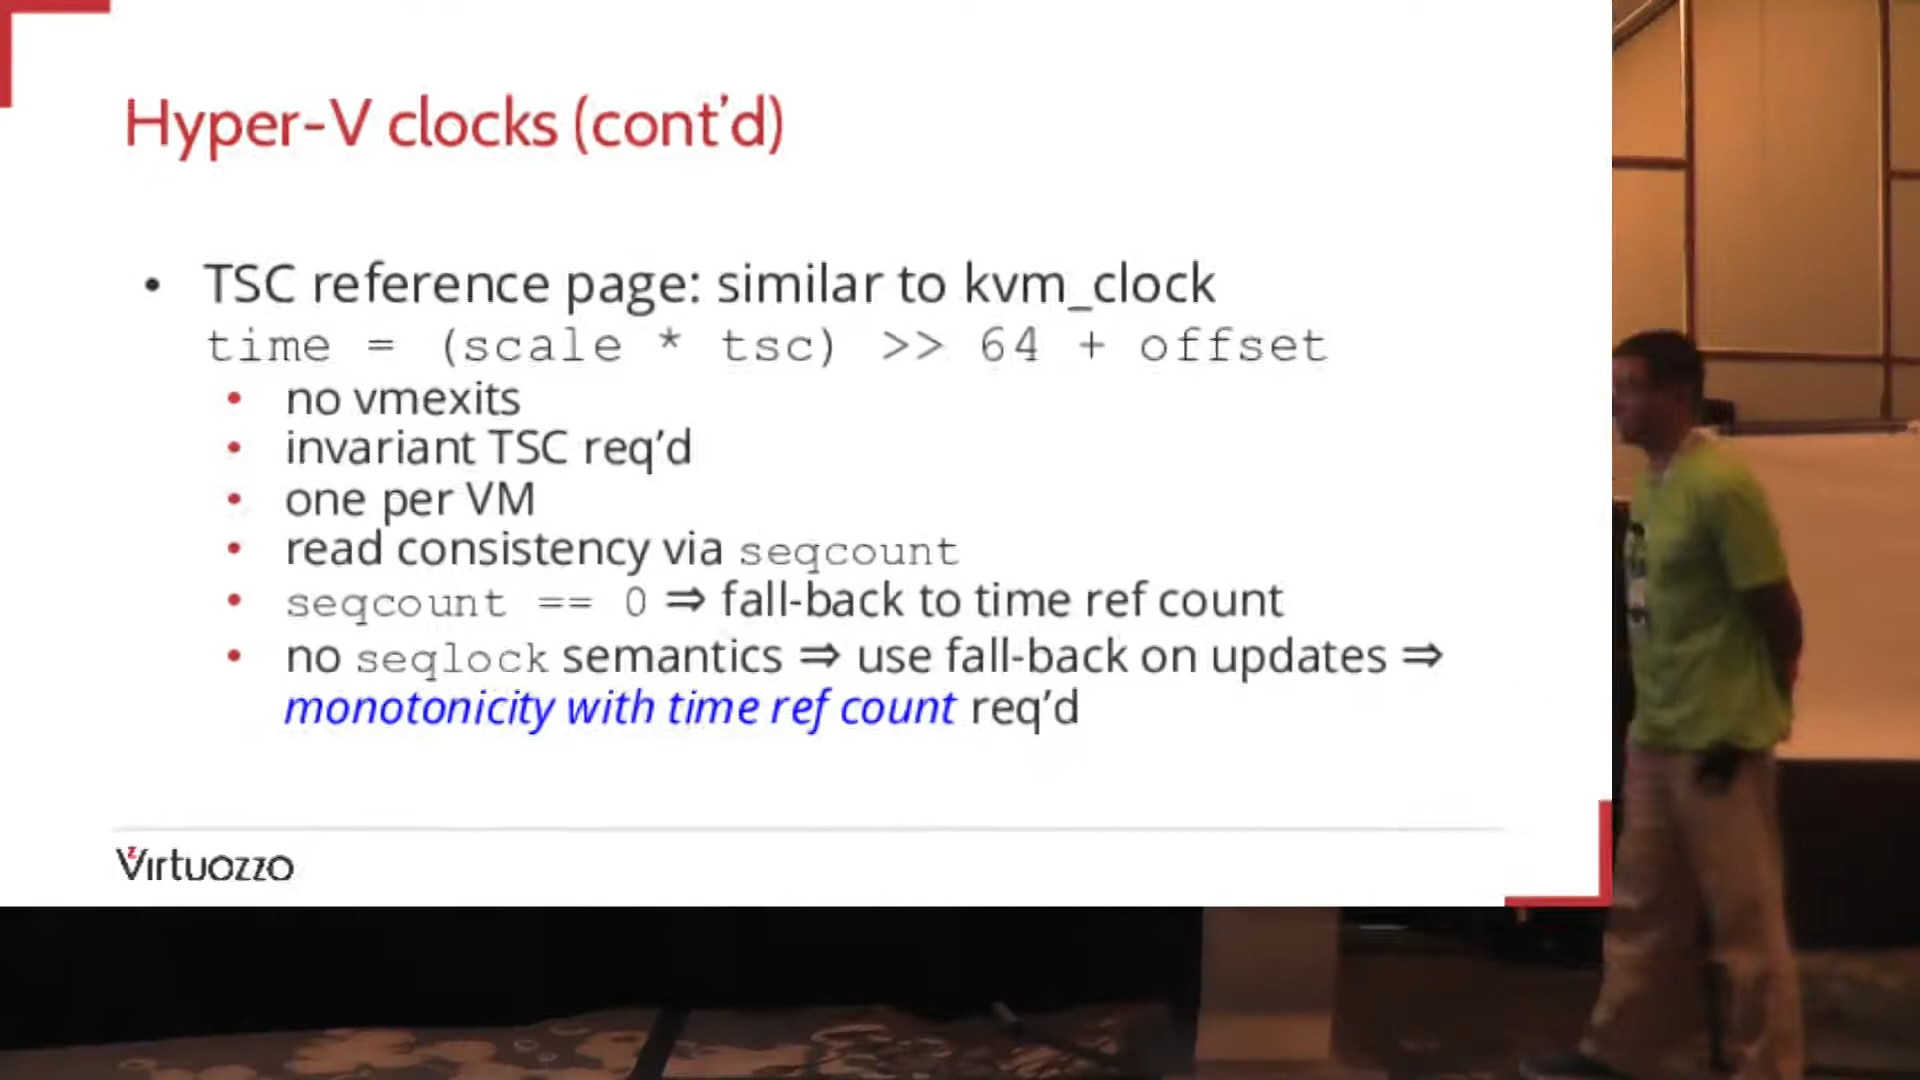 Hyper-V clocks (cont’d)
• TSC reference page: similar to kvm_clock
time = (scale * tsc) >> 64 + offset
• no vmexits
• invariant TSC req’d
• one per VM
• read consistency via seqcount
• seqcount == 0 ⇒ fall-back to time ref count
• no seqlock semantics ⇒ use fall-back on updates ⇒
monotonicity with time ref count req’d
Virtuozzo